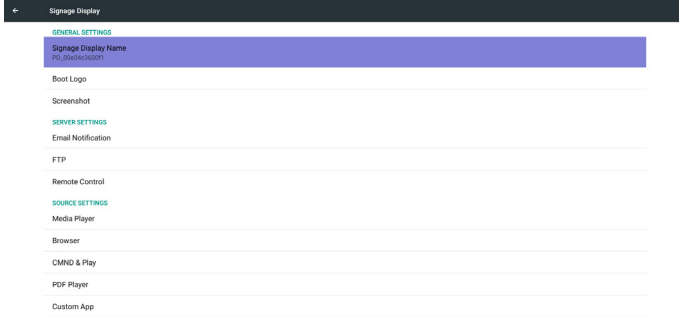 Signage Display
GENERAL SETTINGS
Signage Display Name
PD_00e04c3600f1
Boot Logo
Screenshot
SERVER SETTINGS
Email Notification
FTP
Remote Control
SOURCE SETTINGS
Media Player
Browser
CMND & Play
PDF Player
Custom App